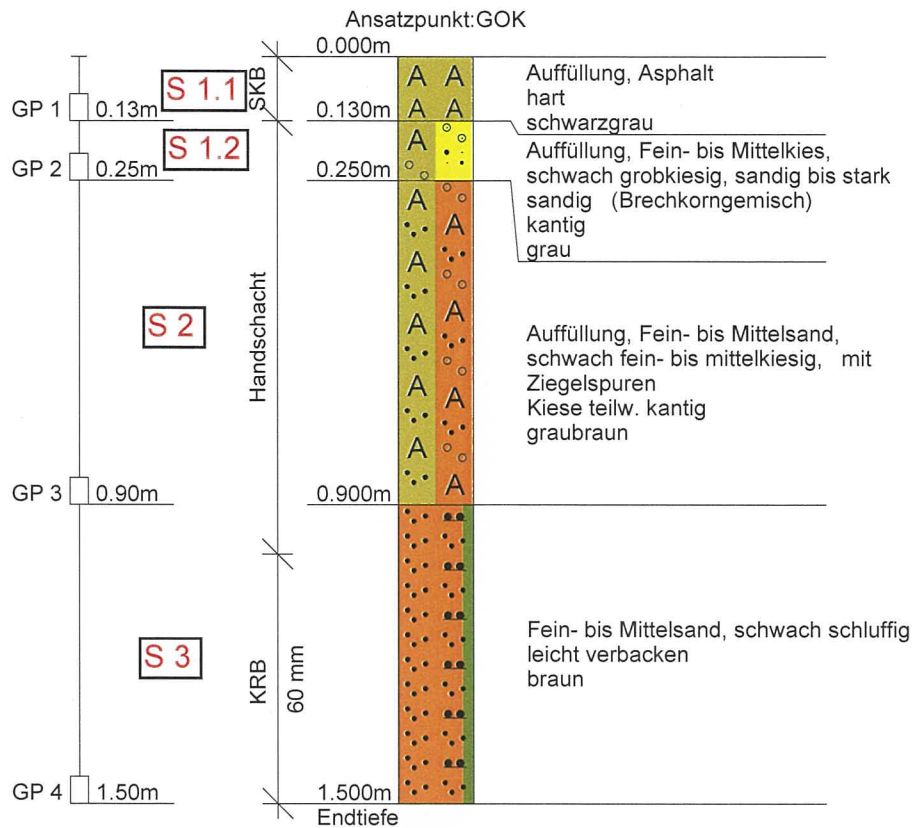 Ansatzpunkt:GOK
0.000m
S 1.1
SKB
A A
Auffüllung, Asphalt
hart
schwarzgrau
GP 1 0.13m
0.130m
A A
S 1.2
A
Auffüllung, Fein- bis Mittelkies,
schwach grobkiesig, sandig bis stark
sandig (Brechkorngemisch)
kantig
grau
GP 2 0.25m
0.250m
A
A
A
A
S 2
Handschacht
A
A
A
A
A
A
Auffüllung, Fein- bis Mittelsand,
schwach fein- bis mittelkiesig, mit
Ziegelspuren
Kiese teilw. kantig
graubraun
GP 3 0.90m
0.900m
S 3
KRB
60 mm
Fein- bis Mittelsand, schwach schluffig
leicht verbacken
braun
GP 4 1.50m
1.500m
Endtiefe